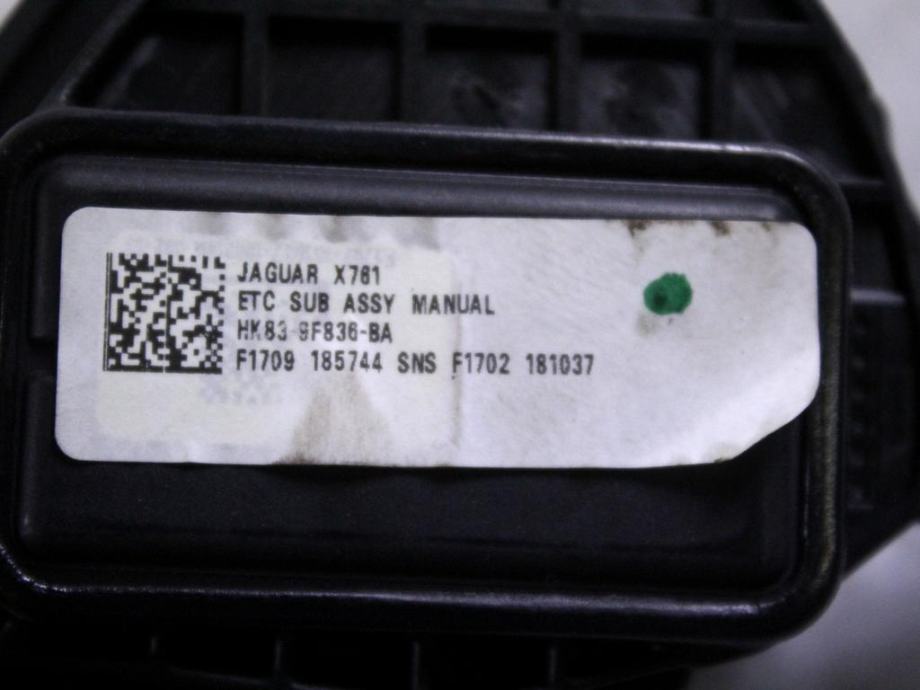 JAGUAR X761
ETC SUB ASSY MANUAL
HK83-9F836-BA
F1709 185744 SNS F1702 181037